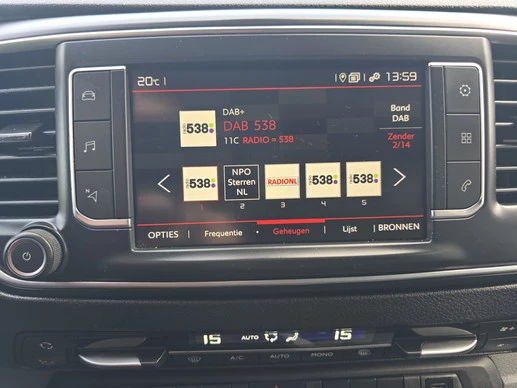 20°C
13:59
538
DAB+
DAB 538
11C RADIO = 538
Band
DAB
Zender
2/14
538
NPO
Sterren
NL
RADIONL
538
538
1 2 3 4 5
OPTIES Frequentie Geheugen Lijst BRONNEN
N
15 AUTO 15
A/C AUTO MONO